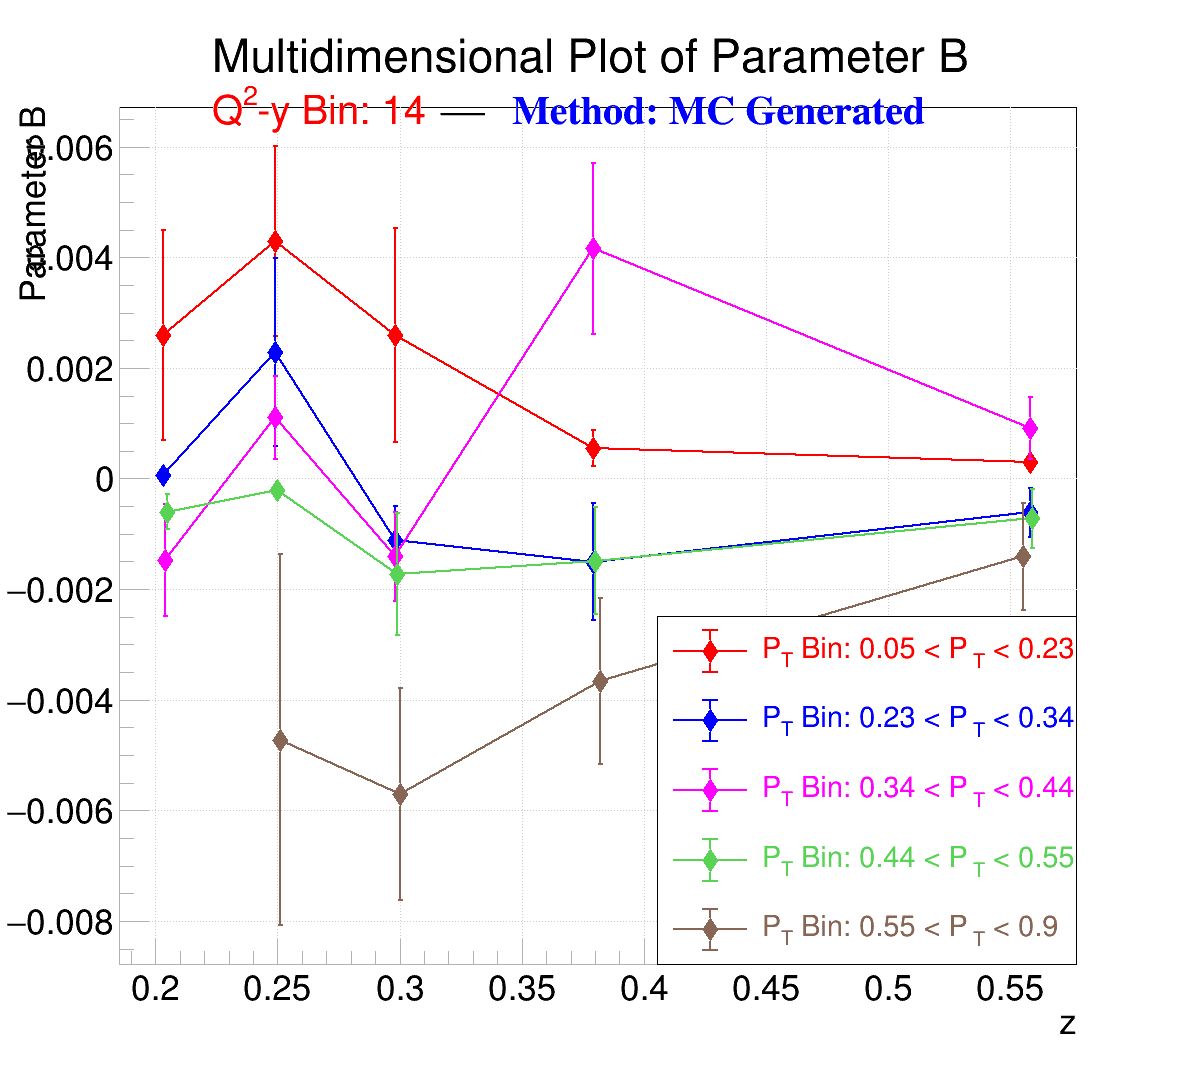 Multidimensional Plot of Parameter B
Q²-y Bin: 14 — Method: MC Generated
Parameter B
0.006
0.004
0.002
0
−0.002
−0.004
−0.006
−0.008
P_T Bin: 0.05 < P_T < 0.23
P_T Bin: 0.23 < P_T < 0.34
P_T Bin: 0.34 < P_T < 0.44
P_T Bin: 0.44 < P_T < 0.55
P_T Bin: 0.55 < P_T < 0.9
0.2 0.25 0.3 0.35 0.4 0.45 0.5 0.55
z